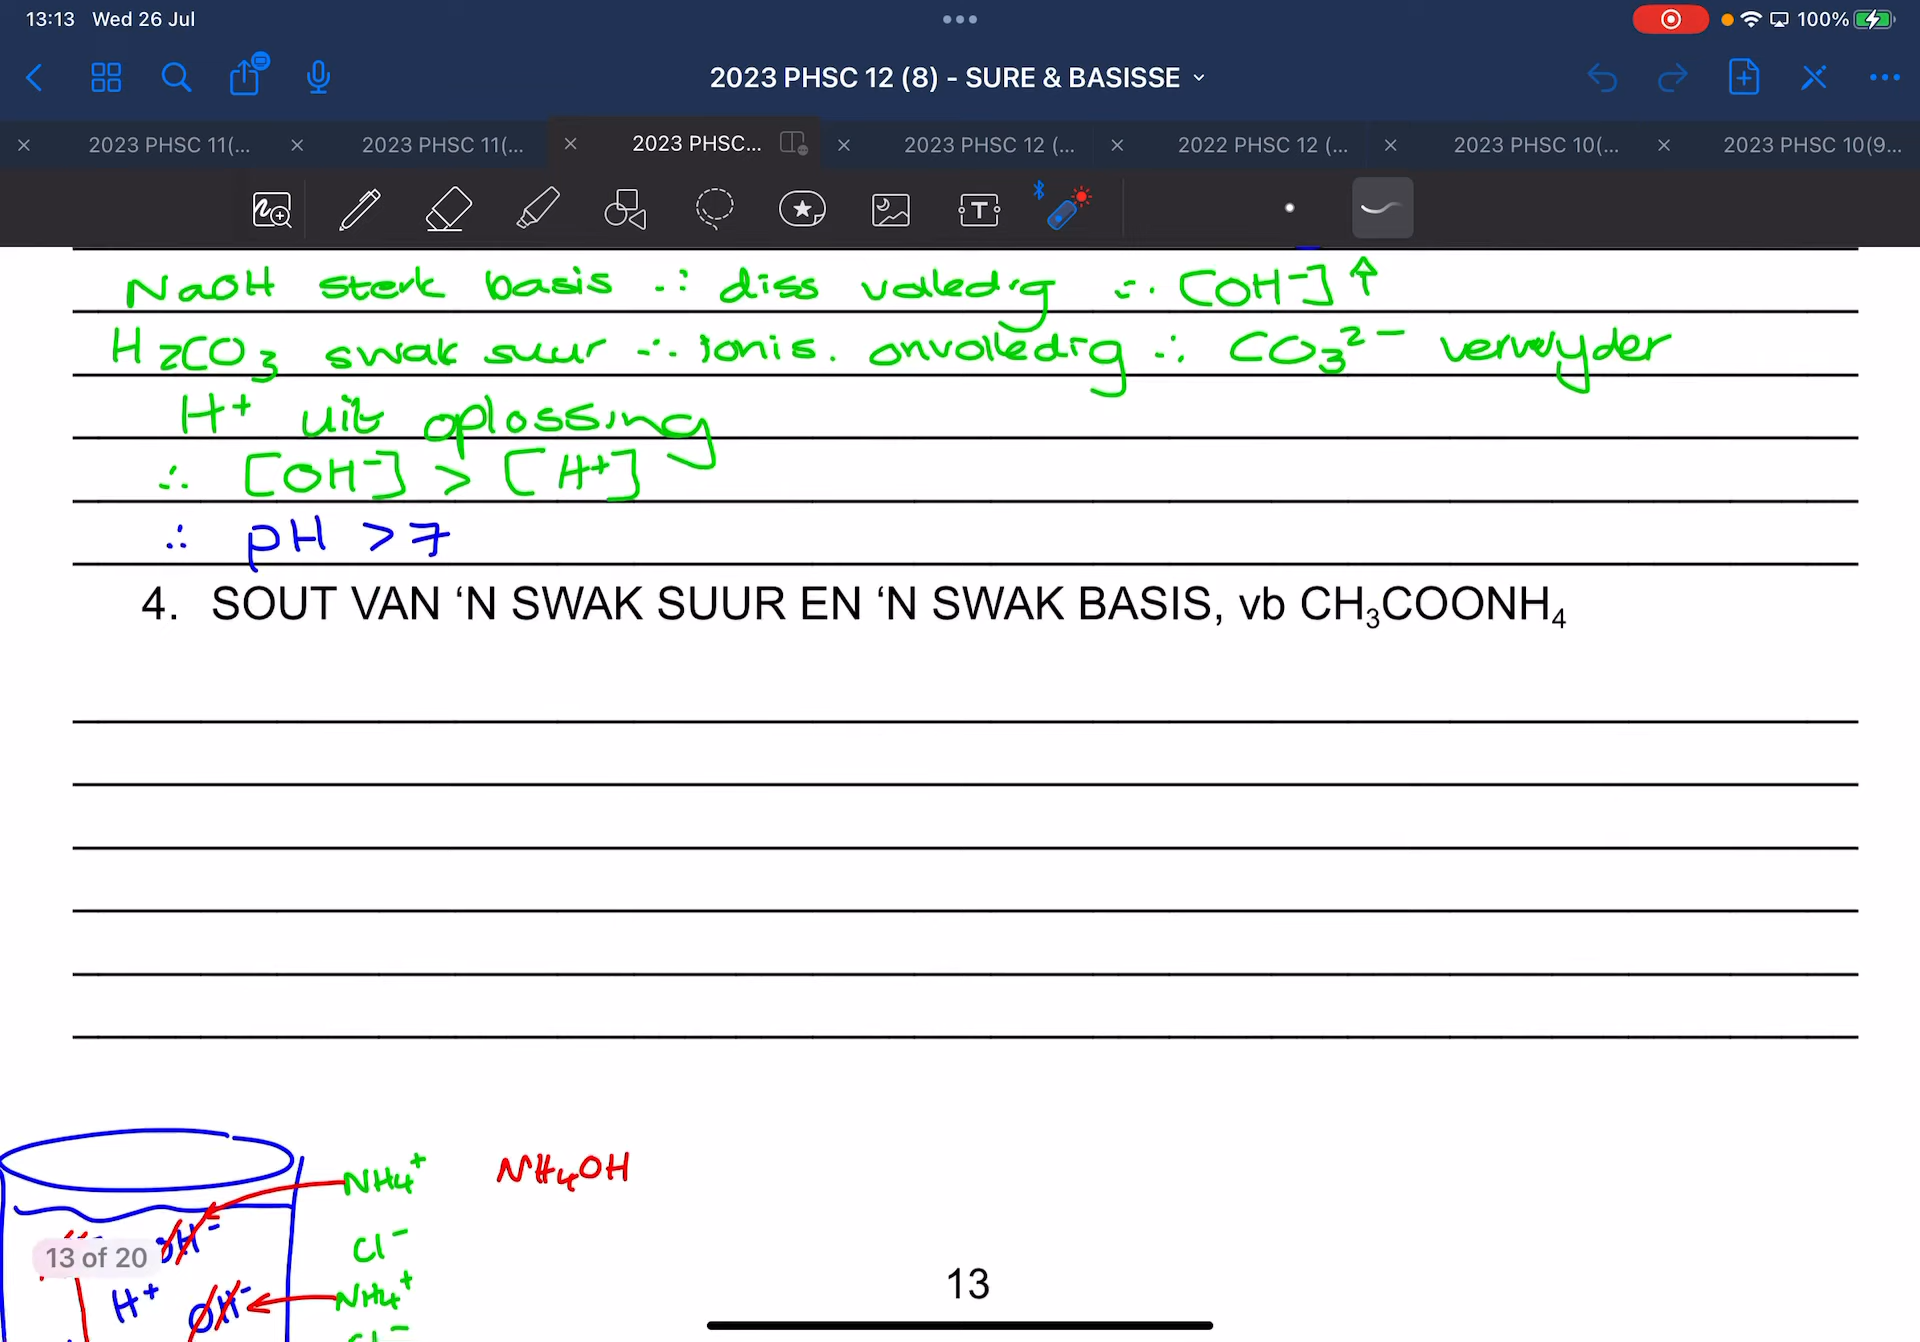 13:13 Wed 26 Jul
100%
2023 PHSC 12 (8) - SURE & BASISSE
2023 PHSC 11(... 2023 PHSC 11(... 2023 PHSC... 2023 PHSC 12 (... 2022 PHSC 12 (... 2023 PHSC 10(... 2023 PHSC 10(9...
NaOH sterk basis ∴ diss volledig ∴ [OH⁻] ↑
H₂CO₃ swak suur ∴ ionis. onvolledig ∴ CO₃²⁻ verwyder
H⁺ uit oplossing
∴ [OH⁻] > [H⁺]
∴ pH > 7
4. SOUT VAN ‘N SWAK SUUR EN ‘N SWAK BASIS, vb CH₃COONH₄
NH₄⁺ NH₄OH
OH⁻
Cl⁻
13 of 20
H⁺ OH⁻ NH₄⁺
Cl⁻
13